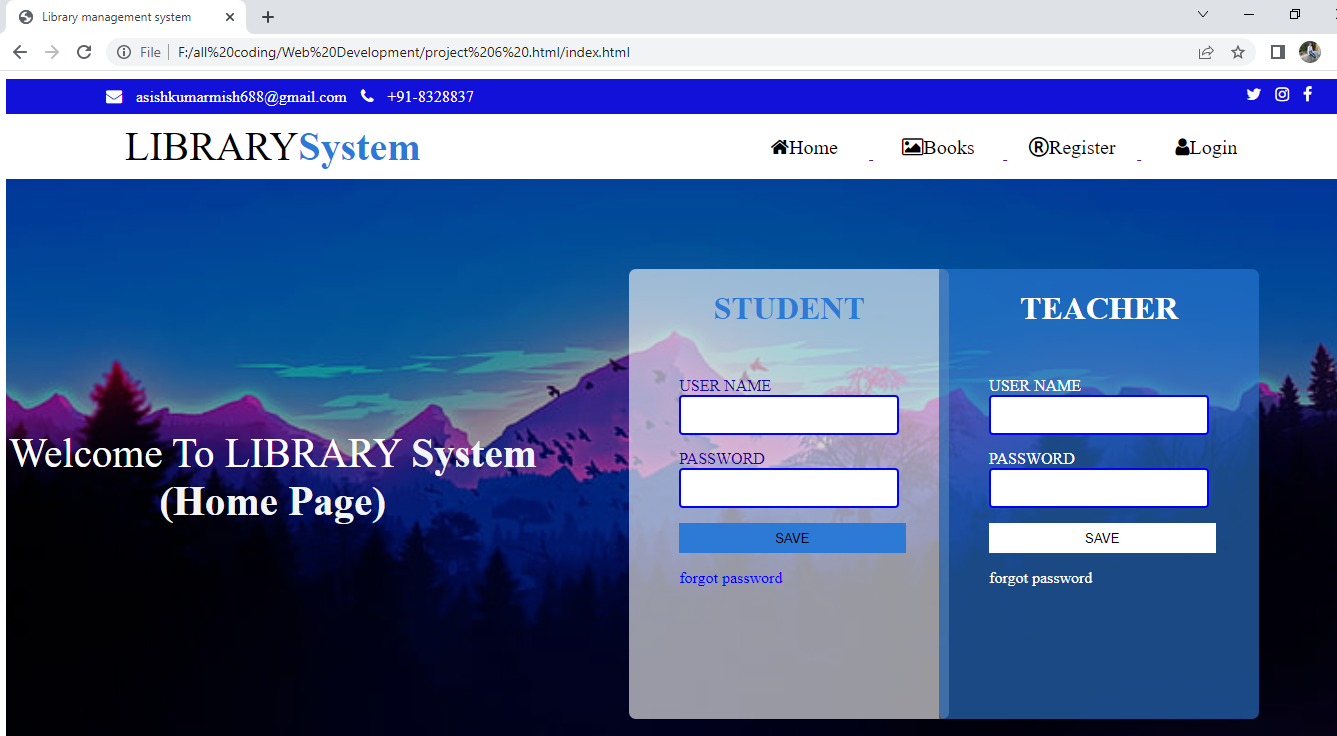 Library management system
File F:/all%20coding/Web%20Development/project%206%20.html/index.html
asishkumarmish688@gmail.com +91-8328837
LIBRARYSystem Home Books ®Register Login
STUDENT TEACHER
USER NAME USER NAME
Welcome To LIBRARY System
(Home Page)
PASSWORD PASSWORD
SAVE SAVE
forgot password forgot password